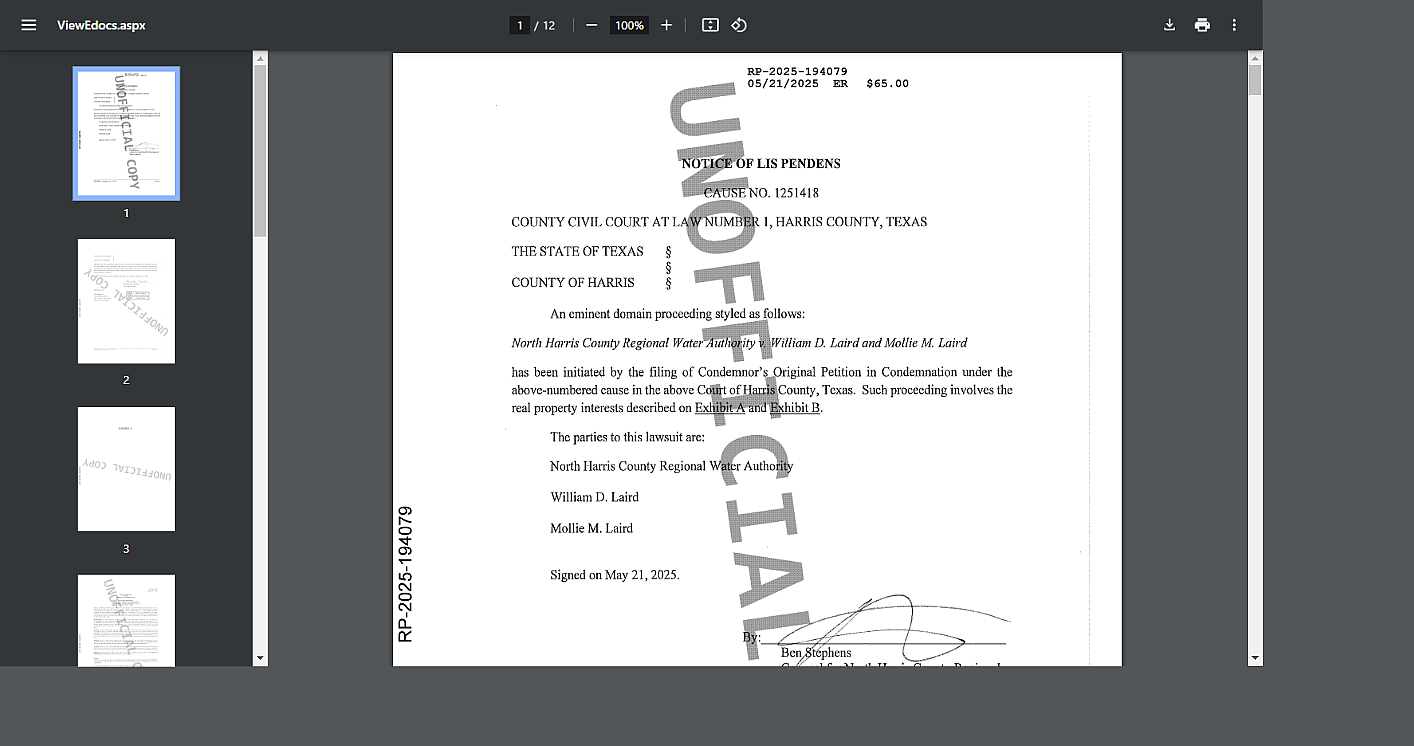 ViewEdocs.aspx
1 / 12
100%
1
2
3
UNOFFICIAL COPY
UNOFFICIAL COPY
UNOFFICIAL COPY
RP-2025-194079
05/21/2025 ER $65.00
UNOFFICIAL
NOTICE OF LIS PENDENS
CAUSE NO. 1251418
COUNTY CIVIL COURT AT LAW NUMBER 1, HARRIS COUNTY, TEXAS
THE STATE OF TEXAS §
§
COUNTY OF HARRIS §
An eminent domain proceeding styled as follows:
North Harris County Regional Water Authority v. William D. Laird and Mollie M. Laird
has been initiated by the filing of Condemnor's Original Petition in Condemnation under the
above-numbered cause in the above Court of Harris County, Texas. Such proceeding involves the
real property interests described on Exhibit A and Exhibit B.
The parties to this lawsuit are:
North Harris County Regional Water Authority
William D. Laird
Mollie M. Laird
Signed on May 21, 2025.
By:
Ben Stephens
RP-2025-194079